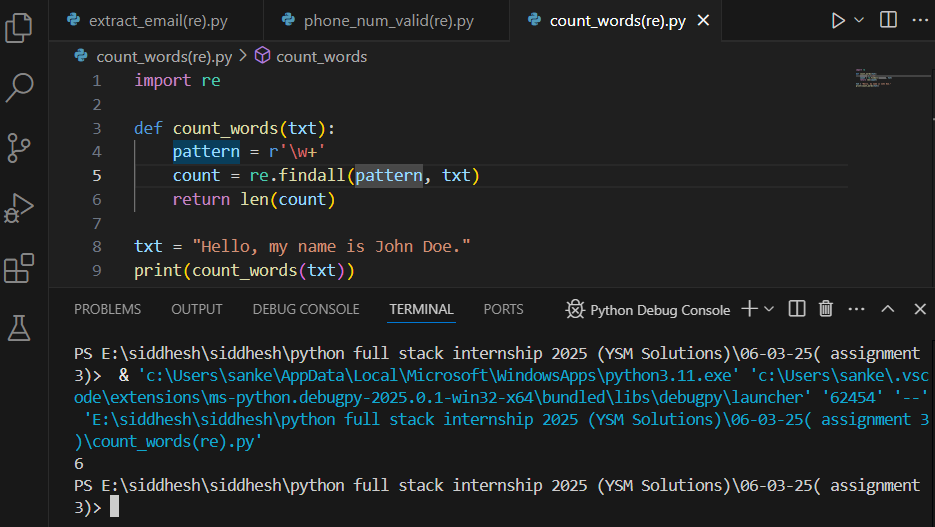 extract_email(re).py phone_num_valid(re).py count_words(re).py
count_words(re).py > count_words
1 import re
2
3 def count_words(txt):
4     pattern = r'\w+'
5     count = re.findall(pattern, txt)
6     return len(count)
7
8 txt = "Hello, my name is John Doe."
9 print(count_words(txt))
PROBLEMS OUTPUT DEBUG CONSOLE TERMINAL PORTS Python Debug Console
PS E:\siddhesh\siddhesh\python full stack internship 2025 (YSM Solutions)\06-03-25( assignment
3)>  & 'c:\Users\sanke\AppData\Local\Microsoft\WindowsApps\python3.11.exe' 'c:\Users\sanke\.vsc
ode\extensions\ms-python.debugpy-2025.0.1-win32-x64\bundled\libs\debugpy\launcher' '62454' '--'
 'E:\siddhesh\siddhesh\python full stack internship 2025 (YSM Solutions)\06-03-25( assignment 3
)\count_words(re).py'
6
PS E:\siddhesh\siddhesh\python full stack internship 2025 (YSM Solutions)\06-03-25( assignment
3)>